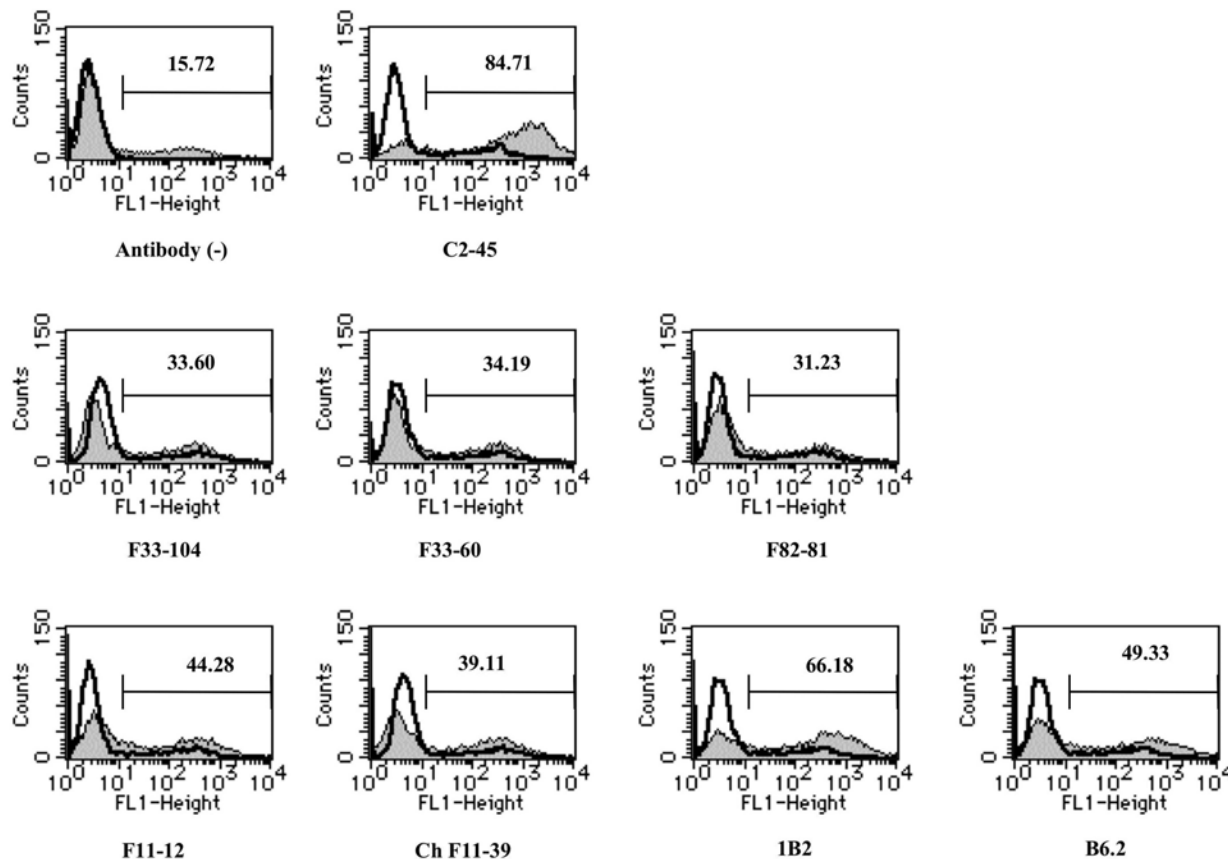 150
15.72
Counts
0
10^0 10^1 10^2 10^3 10^4
FL1-Height
Antibody (-)
150
84.71
Counts
0
10^0 10^1 10^2 10^3 10^4
FL1-Height
C2-45
150
33.60
Counts
0
10^0 10^1 10^2 10^3 10^4
FL1-Height
F33-104
150
34.19
Counts
0
10^0 10^1 10^2 10^3 10^4
FL1-Height
F33-60
150
31.23
Counts
0
10^0 10^1 10^2 10^3 10^4
FL1-Height
F82-81
150
44.28
Counts
0
10^0 10^1 10^2 10^3 10^4
FL1-Height
F11-12
150
39.11
Counts
0
10^0 10^1 10^2 10^3 10^4
FL1-Height
Ch F11-39
150
66.18
Counts
0
10^0 10^1 10^2 10^3 10^4
FL1-Height
1B2
150
49.33
Counts
0
10^0 10^1 10^2 10^3 10^4
FL1-Height
B6.2